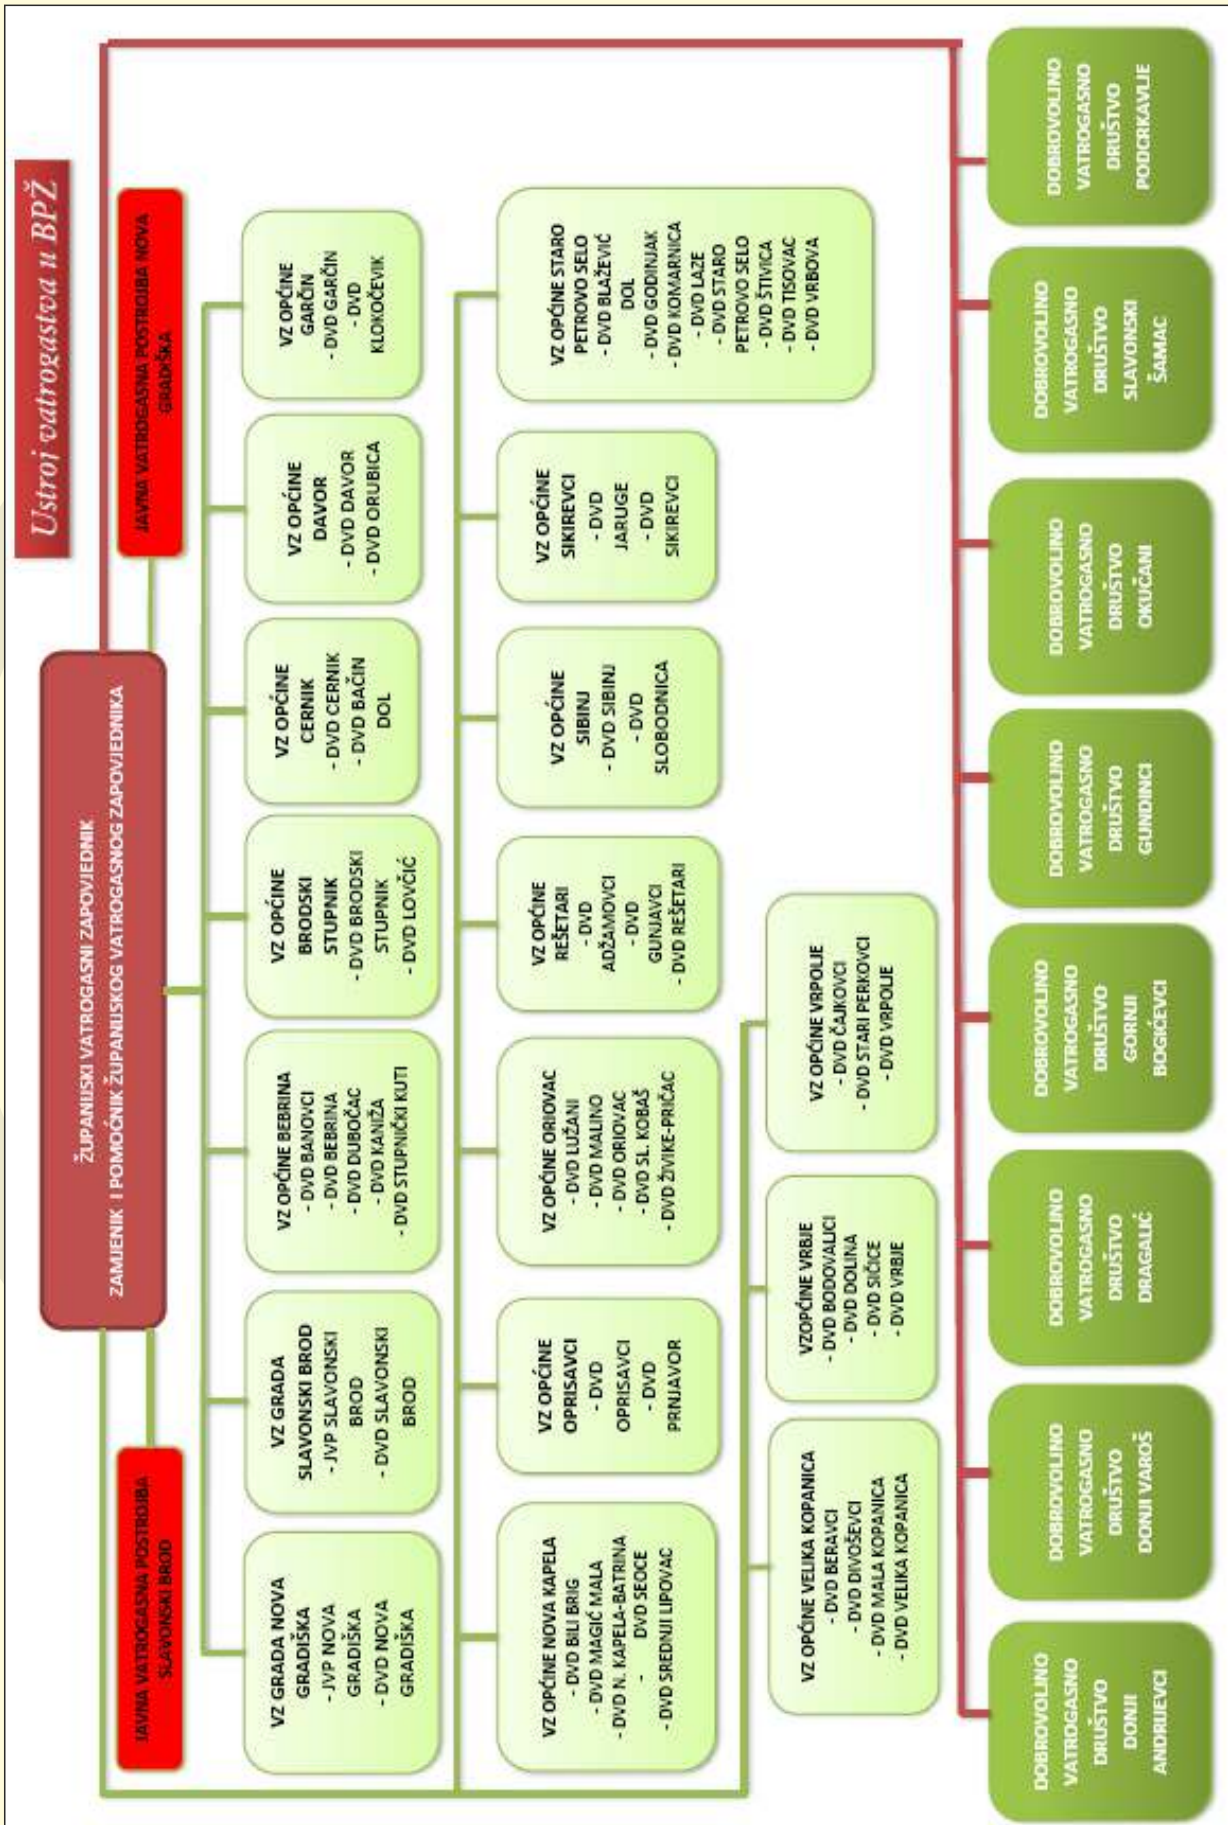 Ustroj vatrogastva u BPŽ
ŽUPANIJSKI VATROGASNI ZAPOVJEDNIK
ZAMJENIK I POMOĆNIK ŽUPANIJSKOG VATROGASNOG ZAPOVJEDNIKA
JAVNA VATROGASNA POSTROJBA
SLAVONSKI BROD
JAVNA VATROGASNA POSTROJBA NOVA
GRADIŠKA
VZ GRADA NOVA
GRADIŠKA
- JVP NOVA
GRADIŠKA
- DVD NOVA
GRADIŠKA
VZ GRADA
SLAVONSKI BROD
- JVP SLAVONSKI
BROD
- DVD SLAVONSKI
BROD
VZ OPĆINE BEBRINA
- DVD BANOVCI
- DVD BEBRINA
- DVD DUBOČAC
- DVD KANIŽA
- DVD STUPNIČKI KUTI
VZ OPĆINE
BRODSKI
STUPNIK
- DVD BRODSKI
STUPNIK
- DVD LOVČIĆ
VZ OPĆINE
CERNIK
- DVD CERNIK
- DVD BAČIN
DOL
VZ OPĆINE
DAVOR
- DVD DAVOR
- DVD ORUBICA
VZ OPĆINE
GARČIN
- DVD GARČIN
- DVD
KLOKOČEVIK
VZ OPĆINE NOVA KAPELA
- DVD BILI BRIG
- DVD MAGIĆ MALA
- DVD N. KAPELA-BATRINA
- DVD SEOCE
- DVD SREDNJI LIPOVAC
VZ OPĆINE
OPRISAVCI
- DVD
OPRISAVCI
- DVD
PRNJAVOR
VZ OPĆINE ORIOVAC
- DVD LUŽANI
- DVD MALINO
- DVD ORIOVAC
- DVD SL. KOBAŠ
- DVD ŽIVIKE-PRIČAC
VZ OPĆINE
REŠETARI
- DVD
ADŽAMOVCI
- DVD
GUNJAVCI
- DVD REŠETARI
VZ OPĆINE
SIBINJ
- DVD SIBINJ
- DVD
SLOBODNICA
VZ OPĆINE
SIKIREVCI
- DVD
JARUGE
- DVD
SIKIREVCI
VZ OPĆINE STARO
PETROVO SELO
- DVD BLAŽEVIĆ
DOL
- DVD GODINJAK
- DVD KOMARNICA
- DVD LAZE
- DVD STARO
PETROVO SELO
- DVD ŠTIVICA
- DVD TISOVAC
- DVD VRBOVA
VZ OPĆINE VELIKA KOPANICA
- DVD BERAVCI
- DVD DIVOŠEVCI
- DVD MALA KOPANICA
- DVD VELIKA KOPANICA
VZOPĆINE VRBJE
- DVD BODOVALJCI
- DVD DOLINA
- DVD SIČICE
- DVD VRBJE
VZ OPĆINE VRPOLJE
- DVD ČAJKOVCI
- DVD STARI PERKOVCI
- DVD VRPOLJE
DOBROVOLJNO
VATROGASNO
DRUŠTVO
DONJI
ANDRIJEVCI
DOBROVOLJNO
VATROGASNO
DRUŠTVO
DONJI VAROŠ
DOBROVOLJNO
VATROGASNO
DRUŠTVO
DRAGALIĆ
DOBROVOLJNO
VATROGASNO
DRUŠTVO
GORNJI
BOGIĆEVCI
DOBROVOLJNO
VATROGASNO
DRUŠTVO
GUNDINCI
DOBROVOLJNO
VATROGASNO
DRUŠTVO
OKUČANI
DOBROVOLJNO
VATROGASNO
DRUŠTVO
SLAVONSKI
ŠAMAC
DOBROVOLJNO
VATROGASNO
DRUŠTVO
PODCRKAVLJE